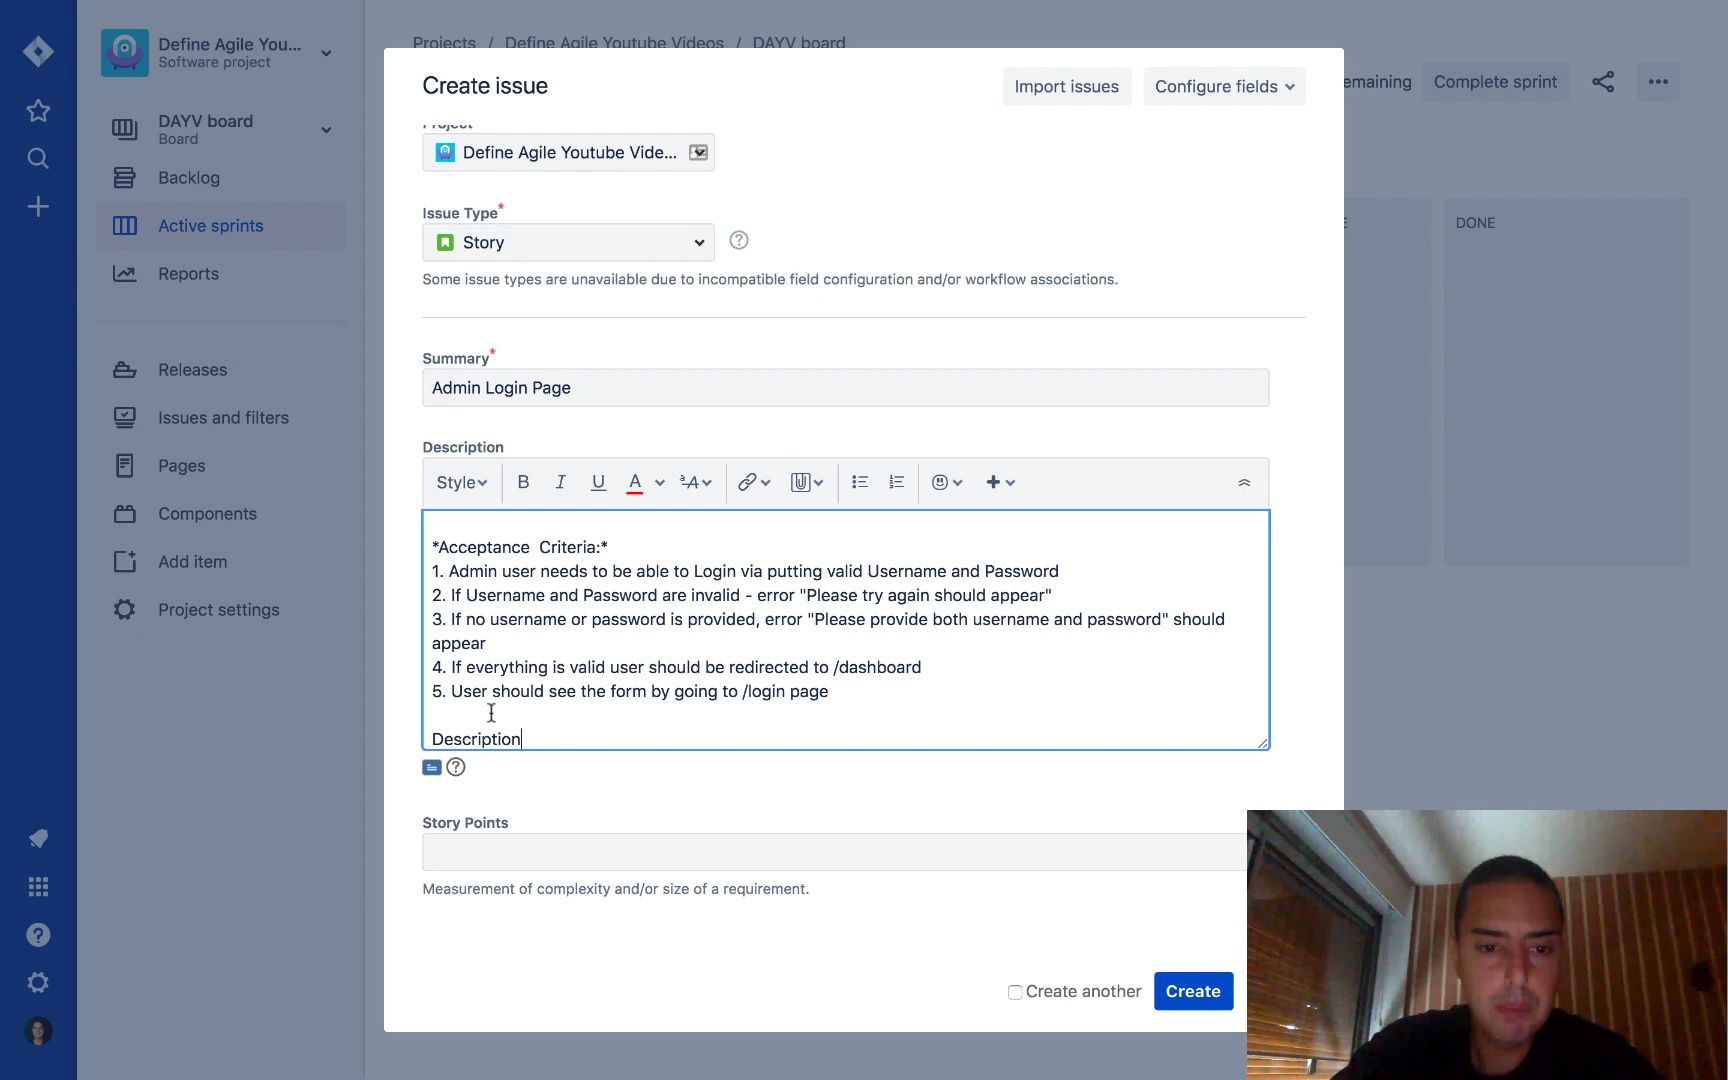 Define Agile You...
Software project
DAYV board
Board
Backlog
Active sprints
Reports
Releases
Issues and filters
Pages
Components
Add item
Project settings
Projects / Define Agile Youtube Videos / DAYV board
emaining
Complete sprint
E
DONE
Create issue
Import issues
Configure fields
Project
Define Agile Youtube Vide...
Issue Type*
Story
Some issue types are unavailable due to incompatible field configuration and/or workflow associations.
Summary*
Admin Login Page
Description
Style B I U A ᵃA
*Acceptance  Criteria:*
1. Admin user needs to be able to Login via putting valid Username and Password
2. If Username and Password are invalid - error "Please try again should appear"
3. If no username or password is provided, error "Please provide both username and password" should
appear
4. If everything is valid user should be redirected to /dashboard
5. User should see the form by going to /login page
Description
Story Points
Measurement of complexity and/or size of a requirement.
Create another
Create